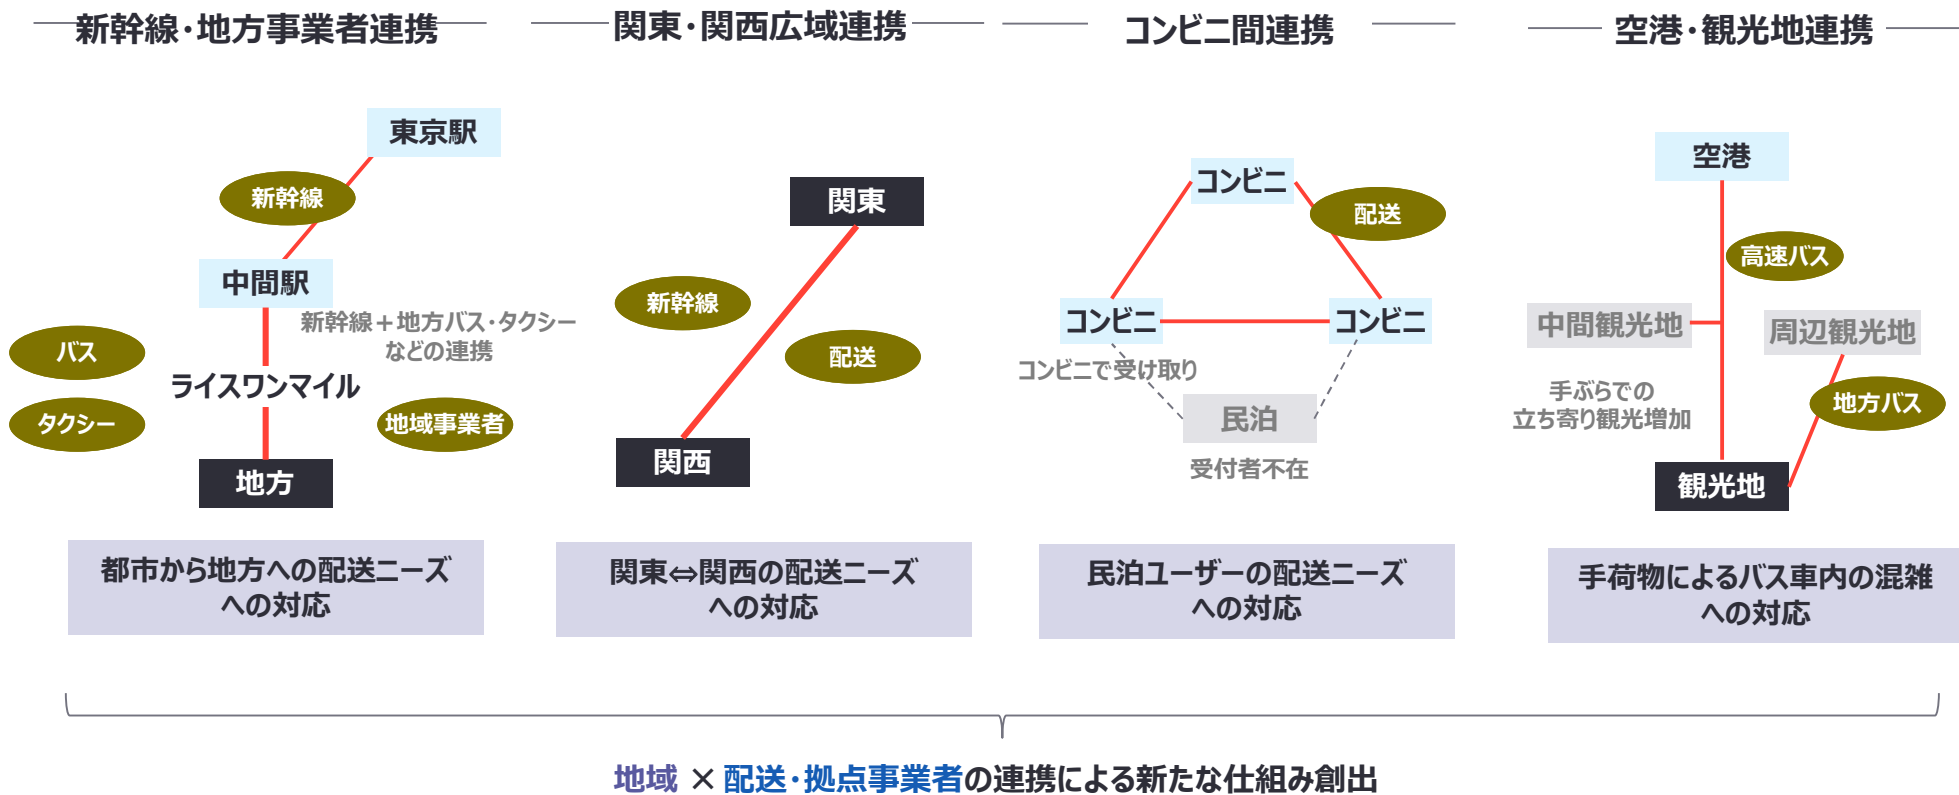 新幹線・地方事業者連携
東京駅
新幹線
中間駅
新幹線＋地方バス・タクシー
などの連携
バス
ライスワンマイル
タクシー
地域事業者
地方
都市から地方への配送ニーズ
への対応
関東・関西広域連携
関東
新幹線
配送
関西
関東⇔関西の配送ニーズ
への対応
コンビニ間連携
コンビニ
配送
コンビニ
コンビニ
コンビニで受け取り
民泊
受付者不在
民泊ユーザーの配送ニーズ
への対応
空港・観光地連携
空港
高速バス
中間観光地
周辺観光地
手ぶらでの
立ち寄り観光増加
地方バス
観光地
手荷物によるバス車内の混雑
への対応
地域 × 配送・拠点事業者の連携による新たな仕組み創出